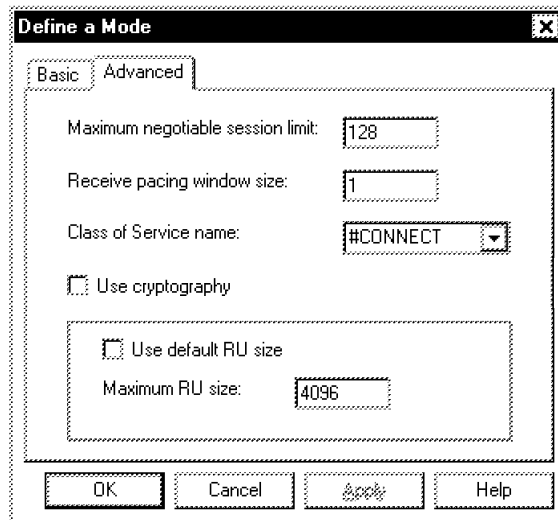 Define a Mode
Basic Advanced
Maximum negotiable session limit: 128
Receive pacing window size: 1
Class of Service name: #CONNECT
Use cryptography
Use default RU size
Maximum RU size: 4096
OK Cancel Apply Help